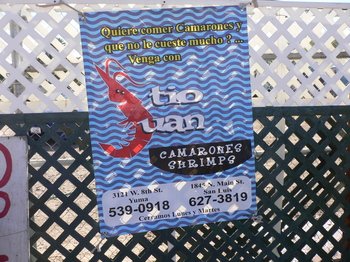 Quiere comer Camarones y
que no le cueste mucho ? ...
Venga con
tio
Juan
CAMARONES
SHRIMPS
3121 W. 8th St.
Yuma
539-0918
1845 N. Main St.
San Luis
627-3819
Cerramos Lunes y Martes